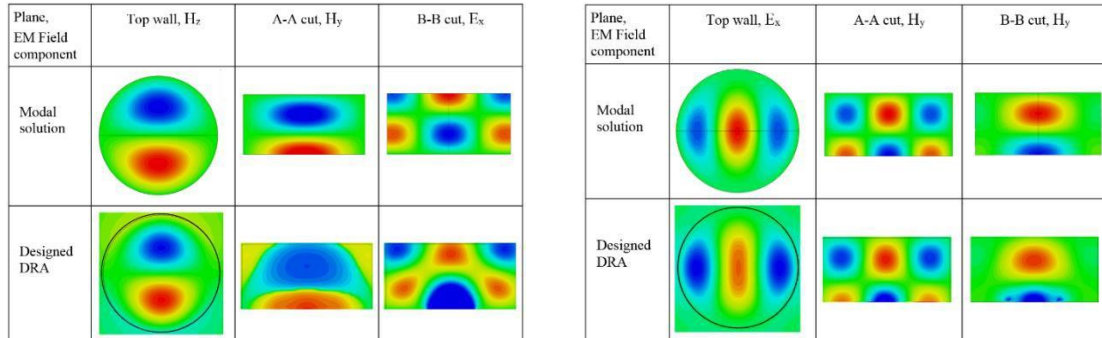 Plane,
EM Field
component
Top wall, Hz
A-A cut, Hy
B-B cut, Ex
Modal
solution
Designed
DRA
Plane,
EM Field
component
Top wall, Ex
A-A cut, Hy
B-B cut, Hy
Modal
solution
Designed
DRA